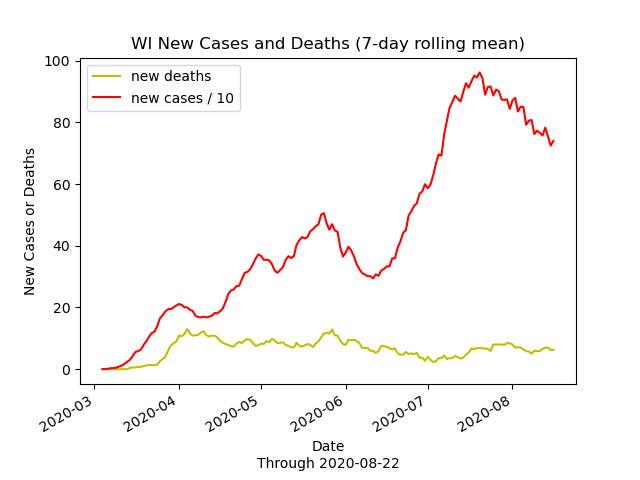 WI New Cases and Deaths (7-day rolling mean)
new deaths
new cases / 10
100
80
60
40
20
0
New Cases or Deaths
2020-03
2020-04
2020-05
2020-06
2020-07
2020-08
Date
Through 2020-08-22